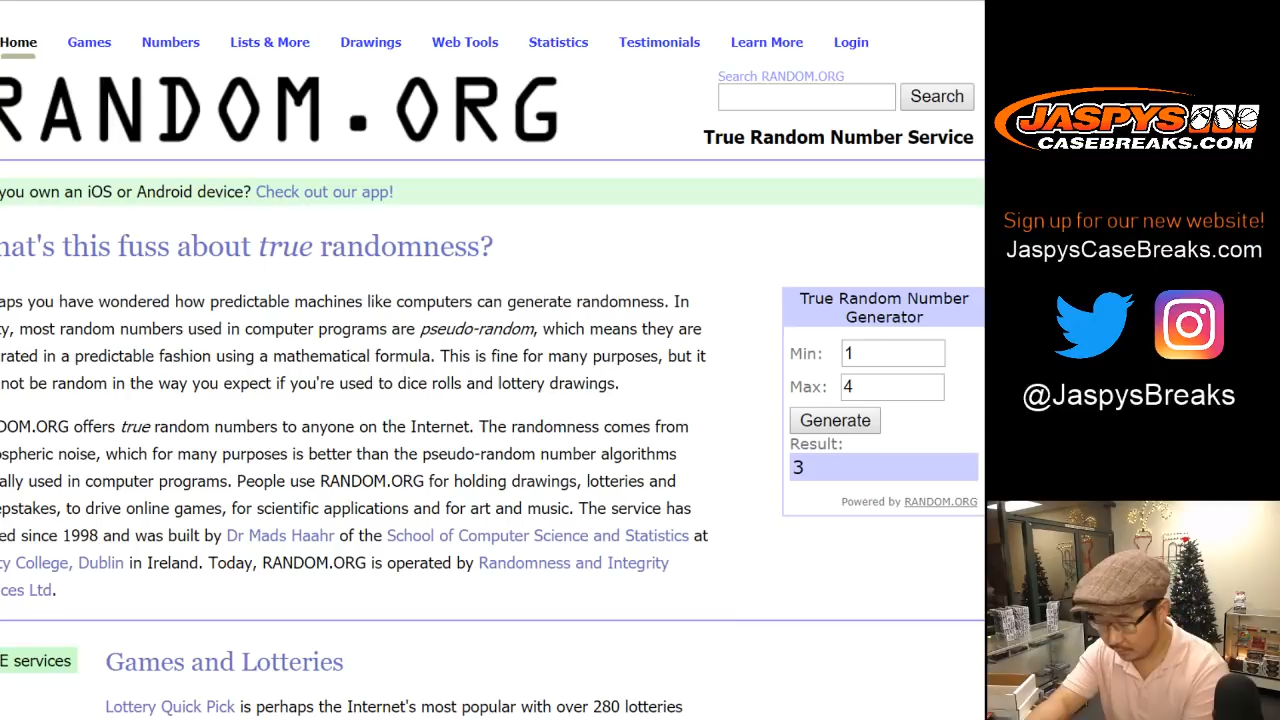 Home Games Numbers Lists & More Drawings Web Tools Statistics Testimonials Learn More Login
Search RANDOM.ORG
RANDOM.ORG
Search
True Random Number Service
you own an iOS or Android device? Check out our app!
hat's this fuss about true randomness?
aps you have wondered how predictable machines like computers can generate randomness. In
y, most random numbers used in computer programs are pseudo-random, which means they are
rated in a predictable fashion using a mathematical formula. This is fine for many purposes, but it
not be random in the way you expect if you're used to dice rolls and lottery drawings.
DOM.ORG offers true random numbers to anyone on the Internet. The randomness comes from
ospheric noise, which for many purposes is better than the pseudo-random number algorithms
ally used in computer programs. People use RANDOM.ORG for holding drawings, lotteries and
epstakes, to drive online games, for scientific applications and for art and music. The service has
ed since 1998 and was built by Dr Mads Haahr of the School of Computer Science and Statistics at
ty College, Dublin in Ireland. Today, RANDOM.ORG is operated by Randomness and Integrity
ces Ltd.
True Random Number
Generator
Min: 1
Max: 4
Generate
Result:
3
Powered by RANDOM.ORG
E services
Games and Lotteries
Lottery Quick Pick is perhaps the Internet's most popular with over 280 lotteries
JASPYS
CASEBREAKS.COM
Sign up for our new website!
JaspysCaseBreaks.com
@JaspysBreaks